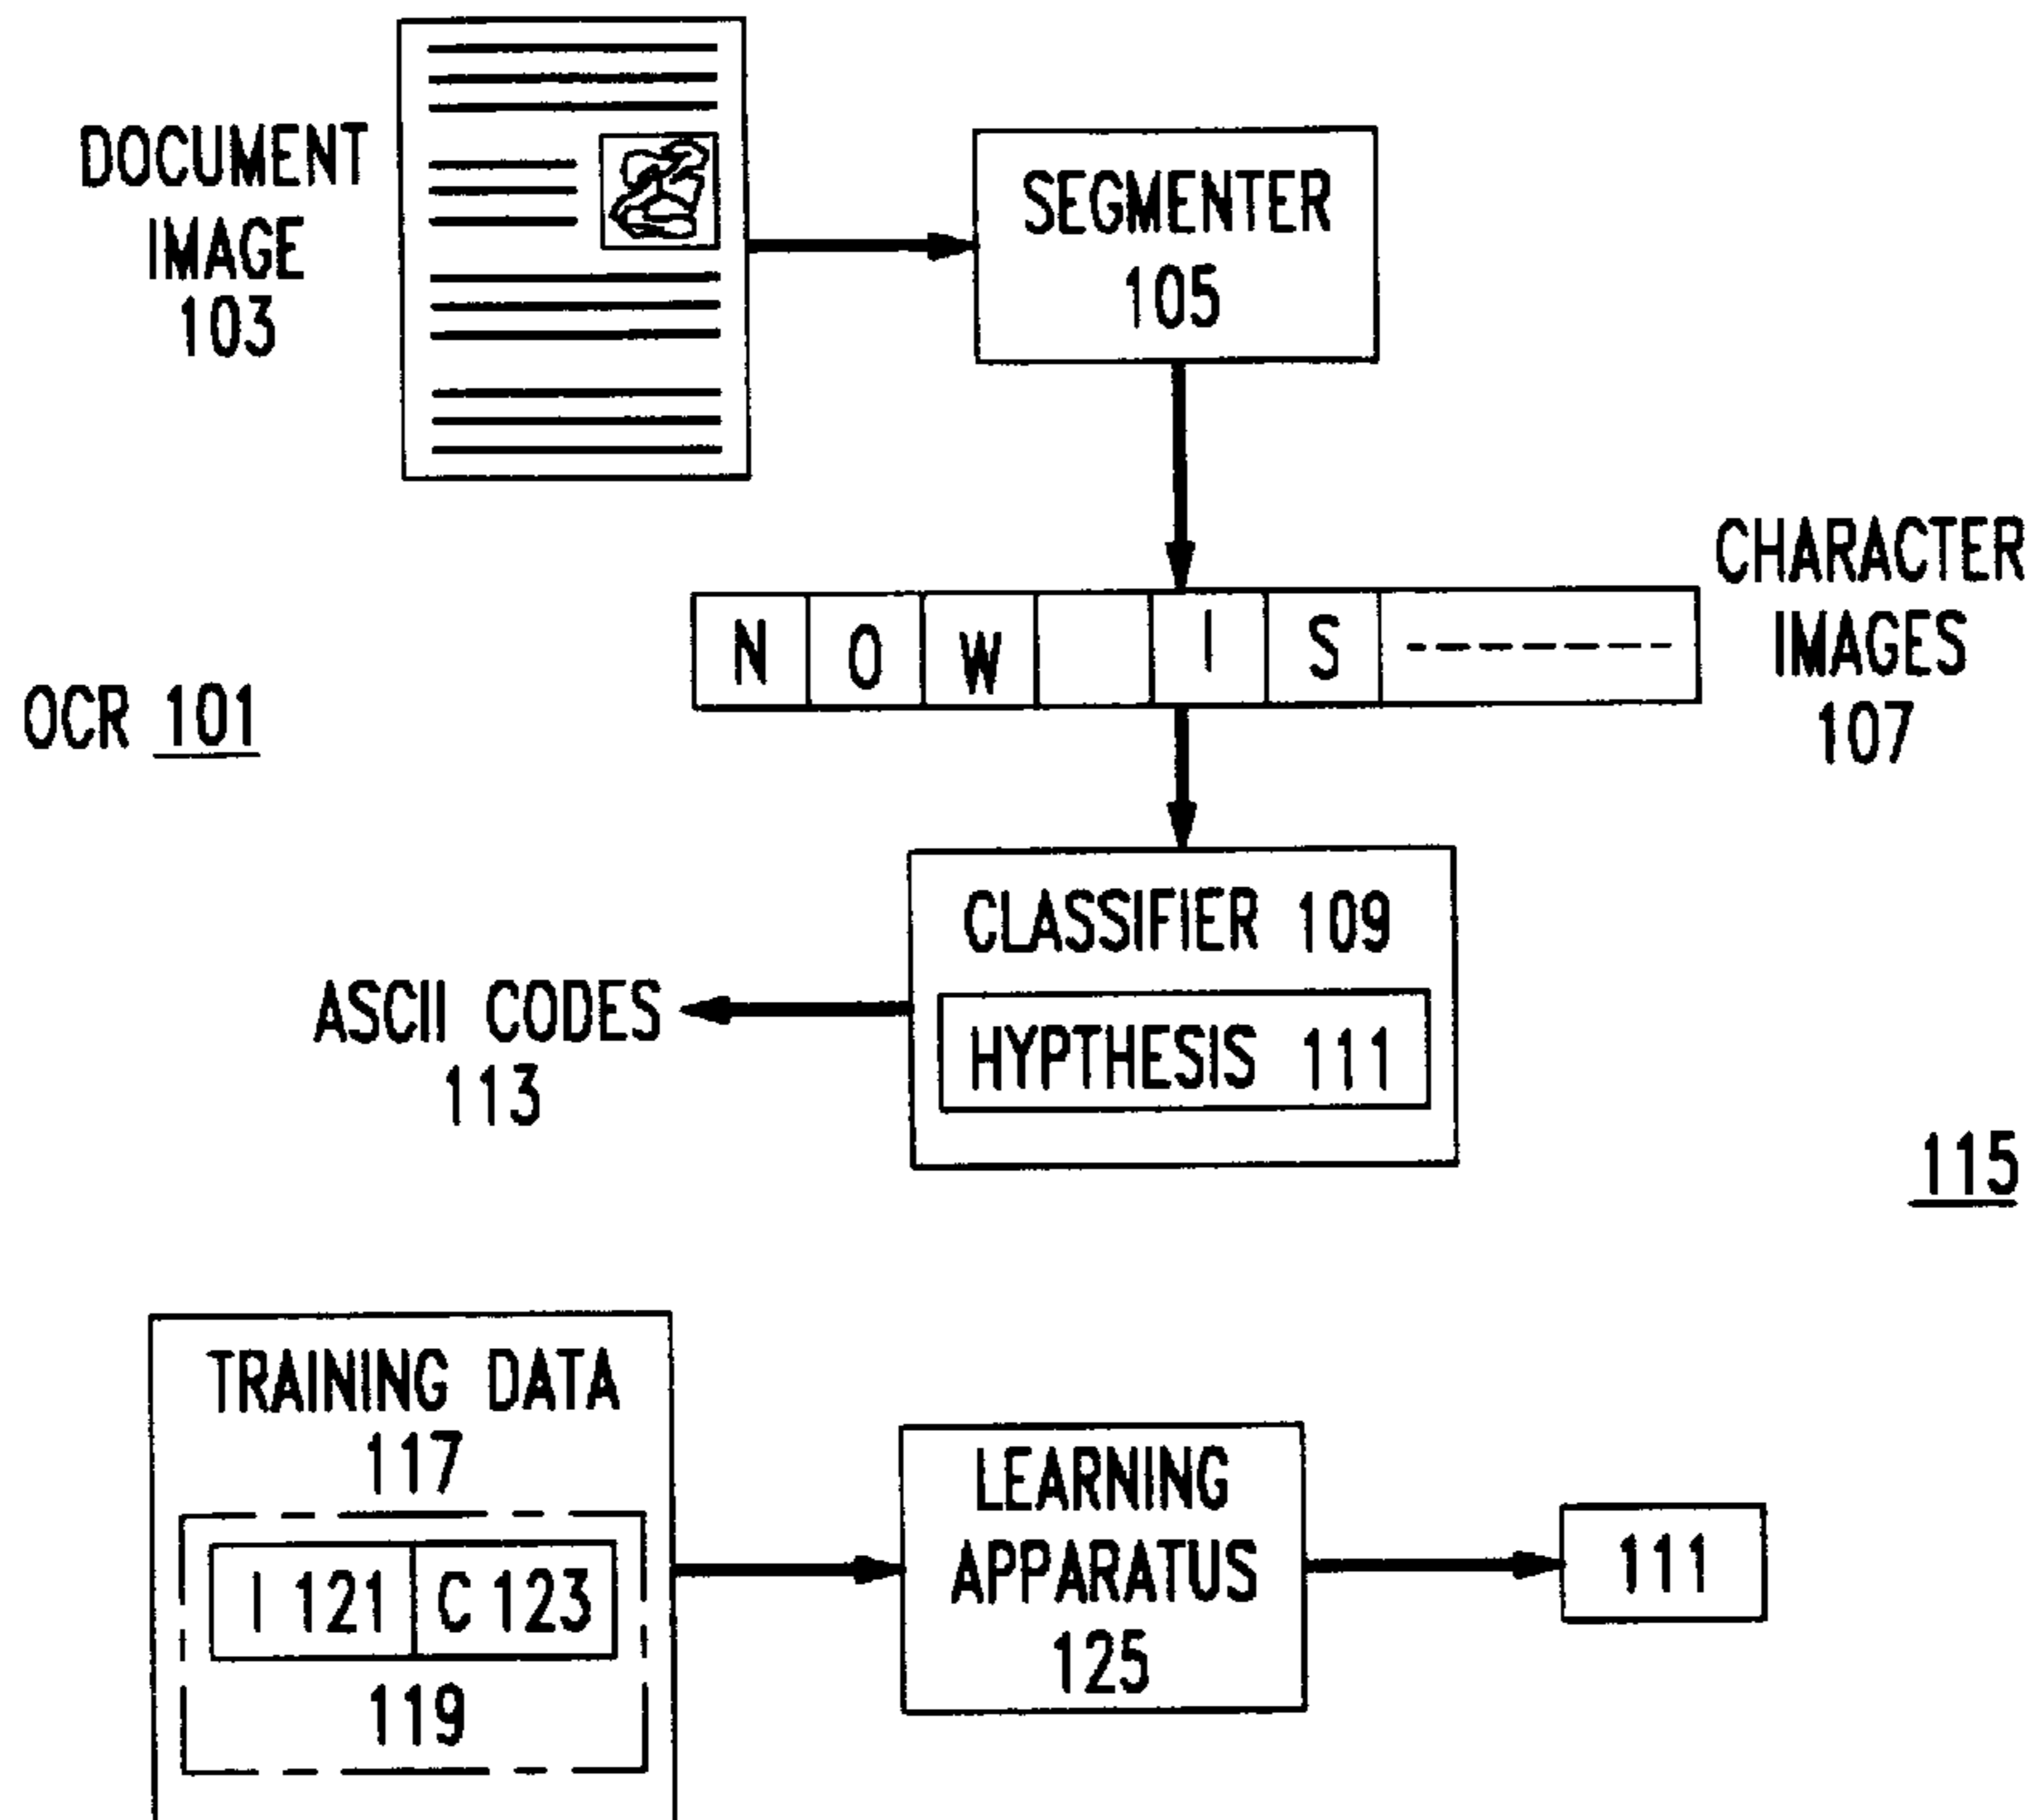 DOCUMENT
IMAGE
103
SEGMENTER
105
CHARACTER
IMAGES
107
N O W I S
OCR 101
CLASSIFIER 109
HYPTHESIS 111
ASCII CODES
113
115
TRAINING DATA
117
I 121 C 123
119
LEARNING
APPARATUS
125
111